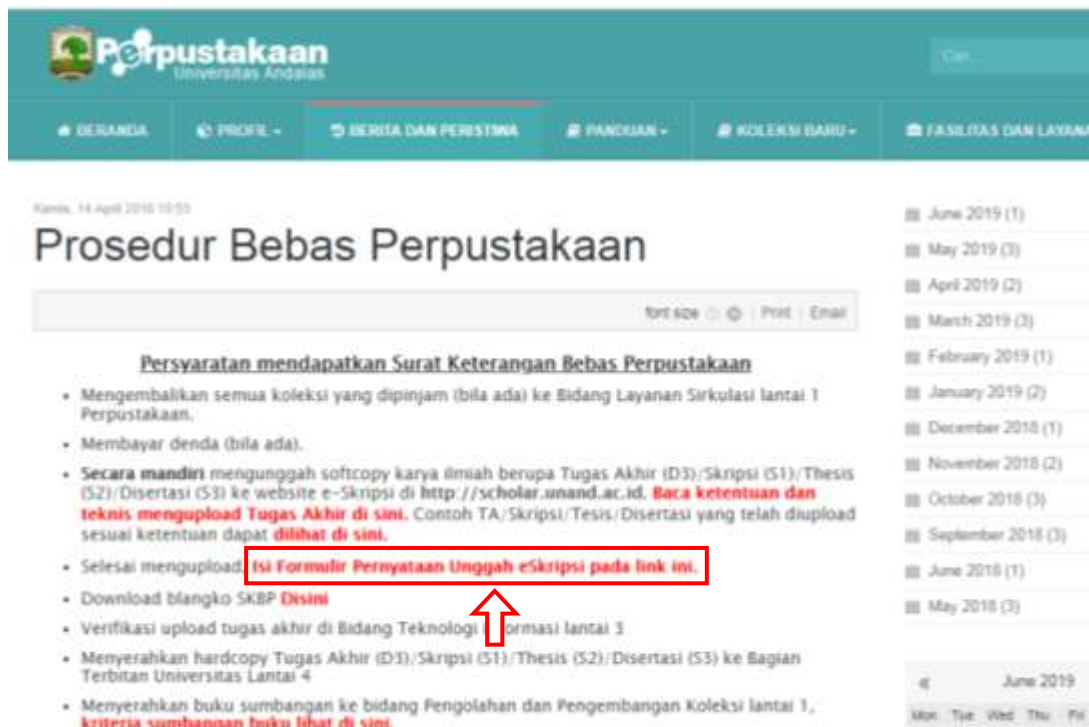 Perpustakaan
Universitas Andalas
Cari...
BERANDA
PROFIL
BERITA DAN PERISTIWA
PANDUAN
KOLEKSI BARU
FASILITAS DAN LAYANA
Kamis, 14 April 2016
Prosedur Bebas Perpustakaan
font size Print Email
Persyaratan mendapatkan Surat Keterangan Bebas Perpustakaan
• Mengembalikan semua koleksi yang dipinjam (bila ada) ke Bidang Layanan Sirkulasi lantai 1
Perpustakaan.
• Membayar denda (bila ada).
• Secara mandiri mengunggah softcopy karya ilmiah berupa Tugas Akhir (D3)/Skripsi (S1)/Thesis
(S2)/Disertasi (S3) ke website e-Skripsi di http://scholar.unand.ac.id. Baca ketentuan dan
teknis mengupload Tugas Akhir di sini. Contoh TA/Skripsi/Tesis/Disertasi yang telah diupload
sesuai ketentuan dapat dilihat di sini.
• Selesai mengupload, Isi Formulir Pernyataan Unggah eSkripsi pada link ini.
• Download blangko SKBP Disini
• Verifikasi upload tugas akhir di Bidang Teknologi Informasi lantai 3
• Menyerahkan hardcopy Tugas Akhir (D3)/Skripsi (S1)/Thesis (S2)/Disertasi (S3) ke Bagian
Terbitan Universitas Lantai 4
• Menyerahkan buku sumbangan ke bidang Pengolahan dan Pengembangan Koleksi lantai 1,
kriteria sumbangan buku lihat di sini.
June 2019 (1)
May 2019 (3)
April 2019 (2)
March 2019 (3)
February 2019 (1)
January 2019 (2)
December 2018 (1)
November 2018 (2)
October 2018 (3)
September 2018 (3)
June 2018 (1)
May 2018 (3)
« June 2019
Mon Tue Wed Thu Fri